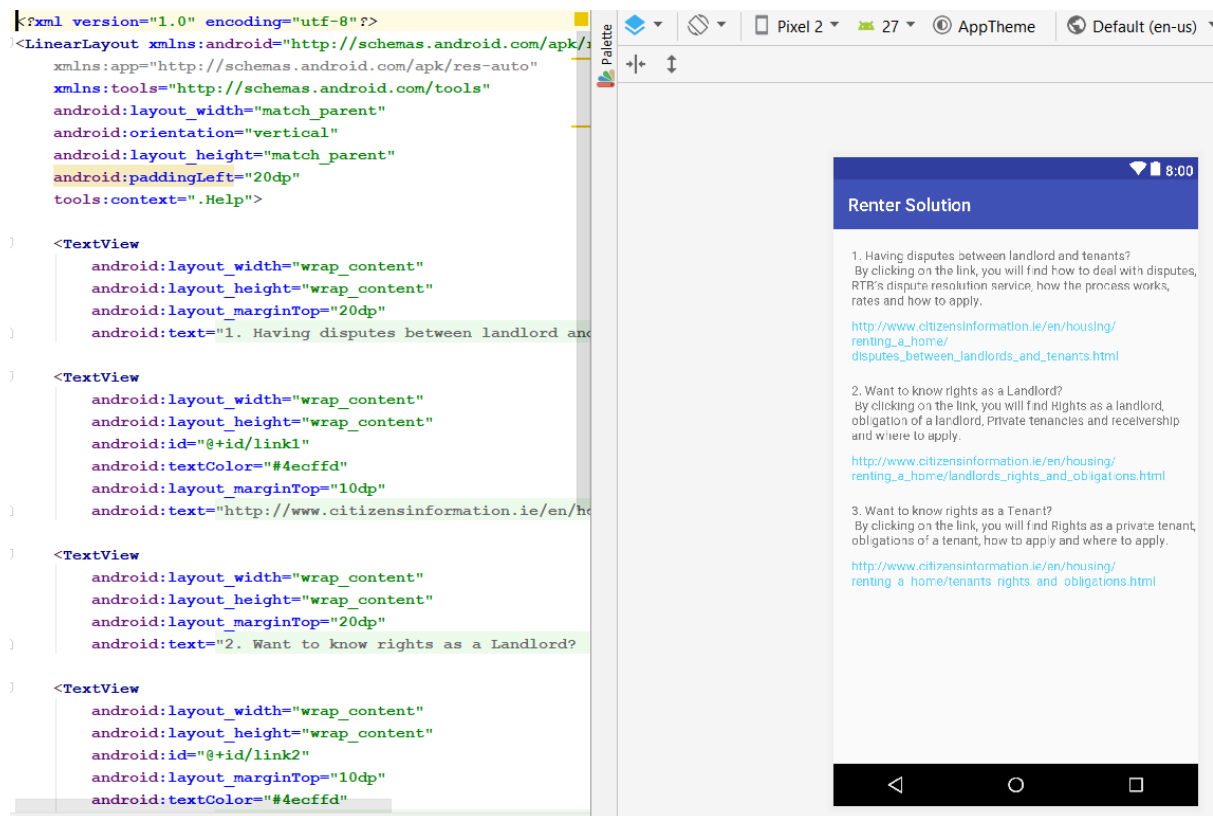 <?xml version="1.0" encoding="utf-8"?>
<LinearLayout xmlns:android="http://schemas.android.com/apk/
xmlns:app="http://schemas.android.com/apk/res-auto"
xmlns:tools="http://schemas.android.com/tools"
android:layout_width="match_parent"
android:orientation="vertical"
android:layout_height="match_parent"
android:paddingLeft="20dp"
tools:context=".Help">
<TextView
android:layout_width="wrap_content"
android:layout_height="wrap_content"
android:layout_marginTop="20dp"
android:text="1. Having disputes between landlord and
<TextView
android:layout_width="wrap_content"
android:layout_height="wrap_content"
android:id="@+id/link1"
android:textColor="#4ecffd"
android:layout_marginTop="10dp"
android:text="http://www.citizensinformation.ie/en/ho
<TextView
android:layout_width="wrap_content"
android:layout_height="wrap_content"
android:layout_marginTop="20dp"
android:text="2. Want to know rights as a Landlord?
<TextView
android:layout_width="wrap_content"
android:layout_height="wrap_content"
android:id="@+id/link2"
android:layout_marginTop="10dp"
android:textColor="#4ecffd"
Palette
Pixel 2 27 AppTheme Default (en-us)
8:00
Renter Solution
1. Having disputes between landlord and tenants?
By clicking on the link, you will find how to deal with disputes,
RTB's dispute resolution service, how the process works,
rates and how to apply.
http://www.citizensinformation.ie/en/housing/
renting_a_home/
disputes_between_landlords_and_tenants.html
2. Want to know rights as a Landlord?
By clicking on the link, you will find Rights as a landlord,
obligation of a landlord, Private tenancies and receivership
and where to apply.
http://www.citizensinformation.ie/en/housing/
renting_a_home/landlords_rights_and_obligations.html
3. Want to know rights as a Tenant?
By clicking on the link, you will find Rights as a private tenant,
obligations of a tenant, how to apply and where to apply.
http://www.citizensinformation.ie/en/housing/
renting_a_home/tenants_rights_and_obligations.html